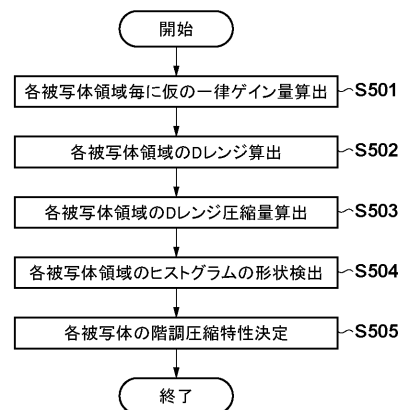 開始
各被写体領域毎に仮の一律ゲイン量算出 S501
各被写体領域のDレンジ算出 S502
各被写体領域のDレンジ圧縮量算出 S503
各被写体領域のヒストグラムの形状検出 S504
各被写体の階調圧縮特性決定 S505
終了